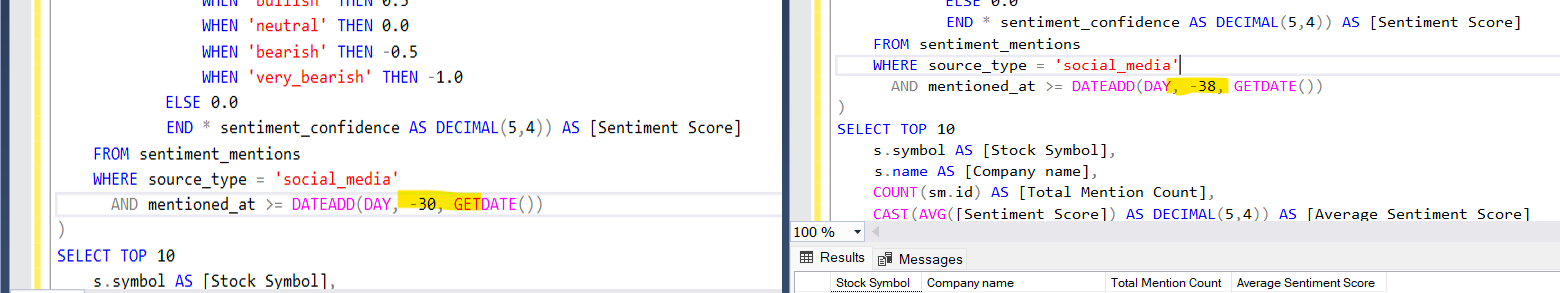 WHEN 'bullish' THEN 0.5
WHEN 'neutral' THEN 0.0
WHEN 'bearish' THEN -0.5
WHEN 'very_bearish' THEN -1.0
ELSE 0.0
END * sentiment_confidence AS DECIMAL(5,4)) AS [Sentiment Score]
FROM sentiment_mentions
WHERE source_type = 'social_media'
AND mentioned_at >= DATEADD(DAY, -30, GETDATE())
)
SELECT TOP 10
s.symbol AS [Stock Symbol],
ELSE 0.0
END * sentiment_confidence AS DECIMAL(5,4)) AS [Sentiment Score]
FROM sentiment_mentions
WHERE source_type = 'social_media'
AND mentioned_at >= DATEADD(DAY, -38, GETDATE())
)
SELECT TOP 10
s.symbol AS [Stock Symbol],
s.name AS [Company name],
COUNT(sm.id) AS [Total Mention Count],
CAST(AVG([Sentiment Score]) AS DECIMAL(5,4)) AS [Average Sentiment Score]
100 %
Results Messages
Stock Symbol Company name Total Mention Count Average Sentiment Score